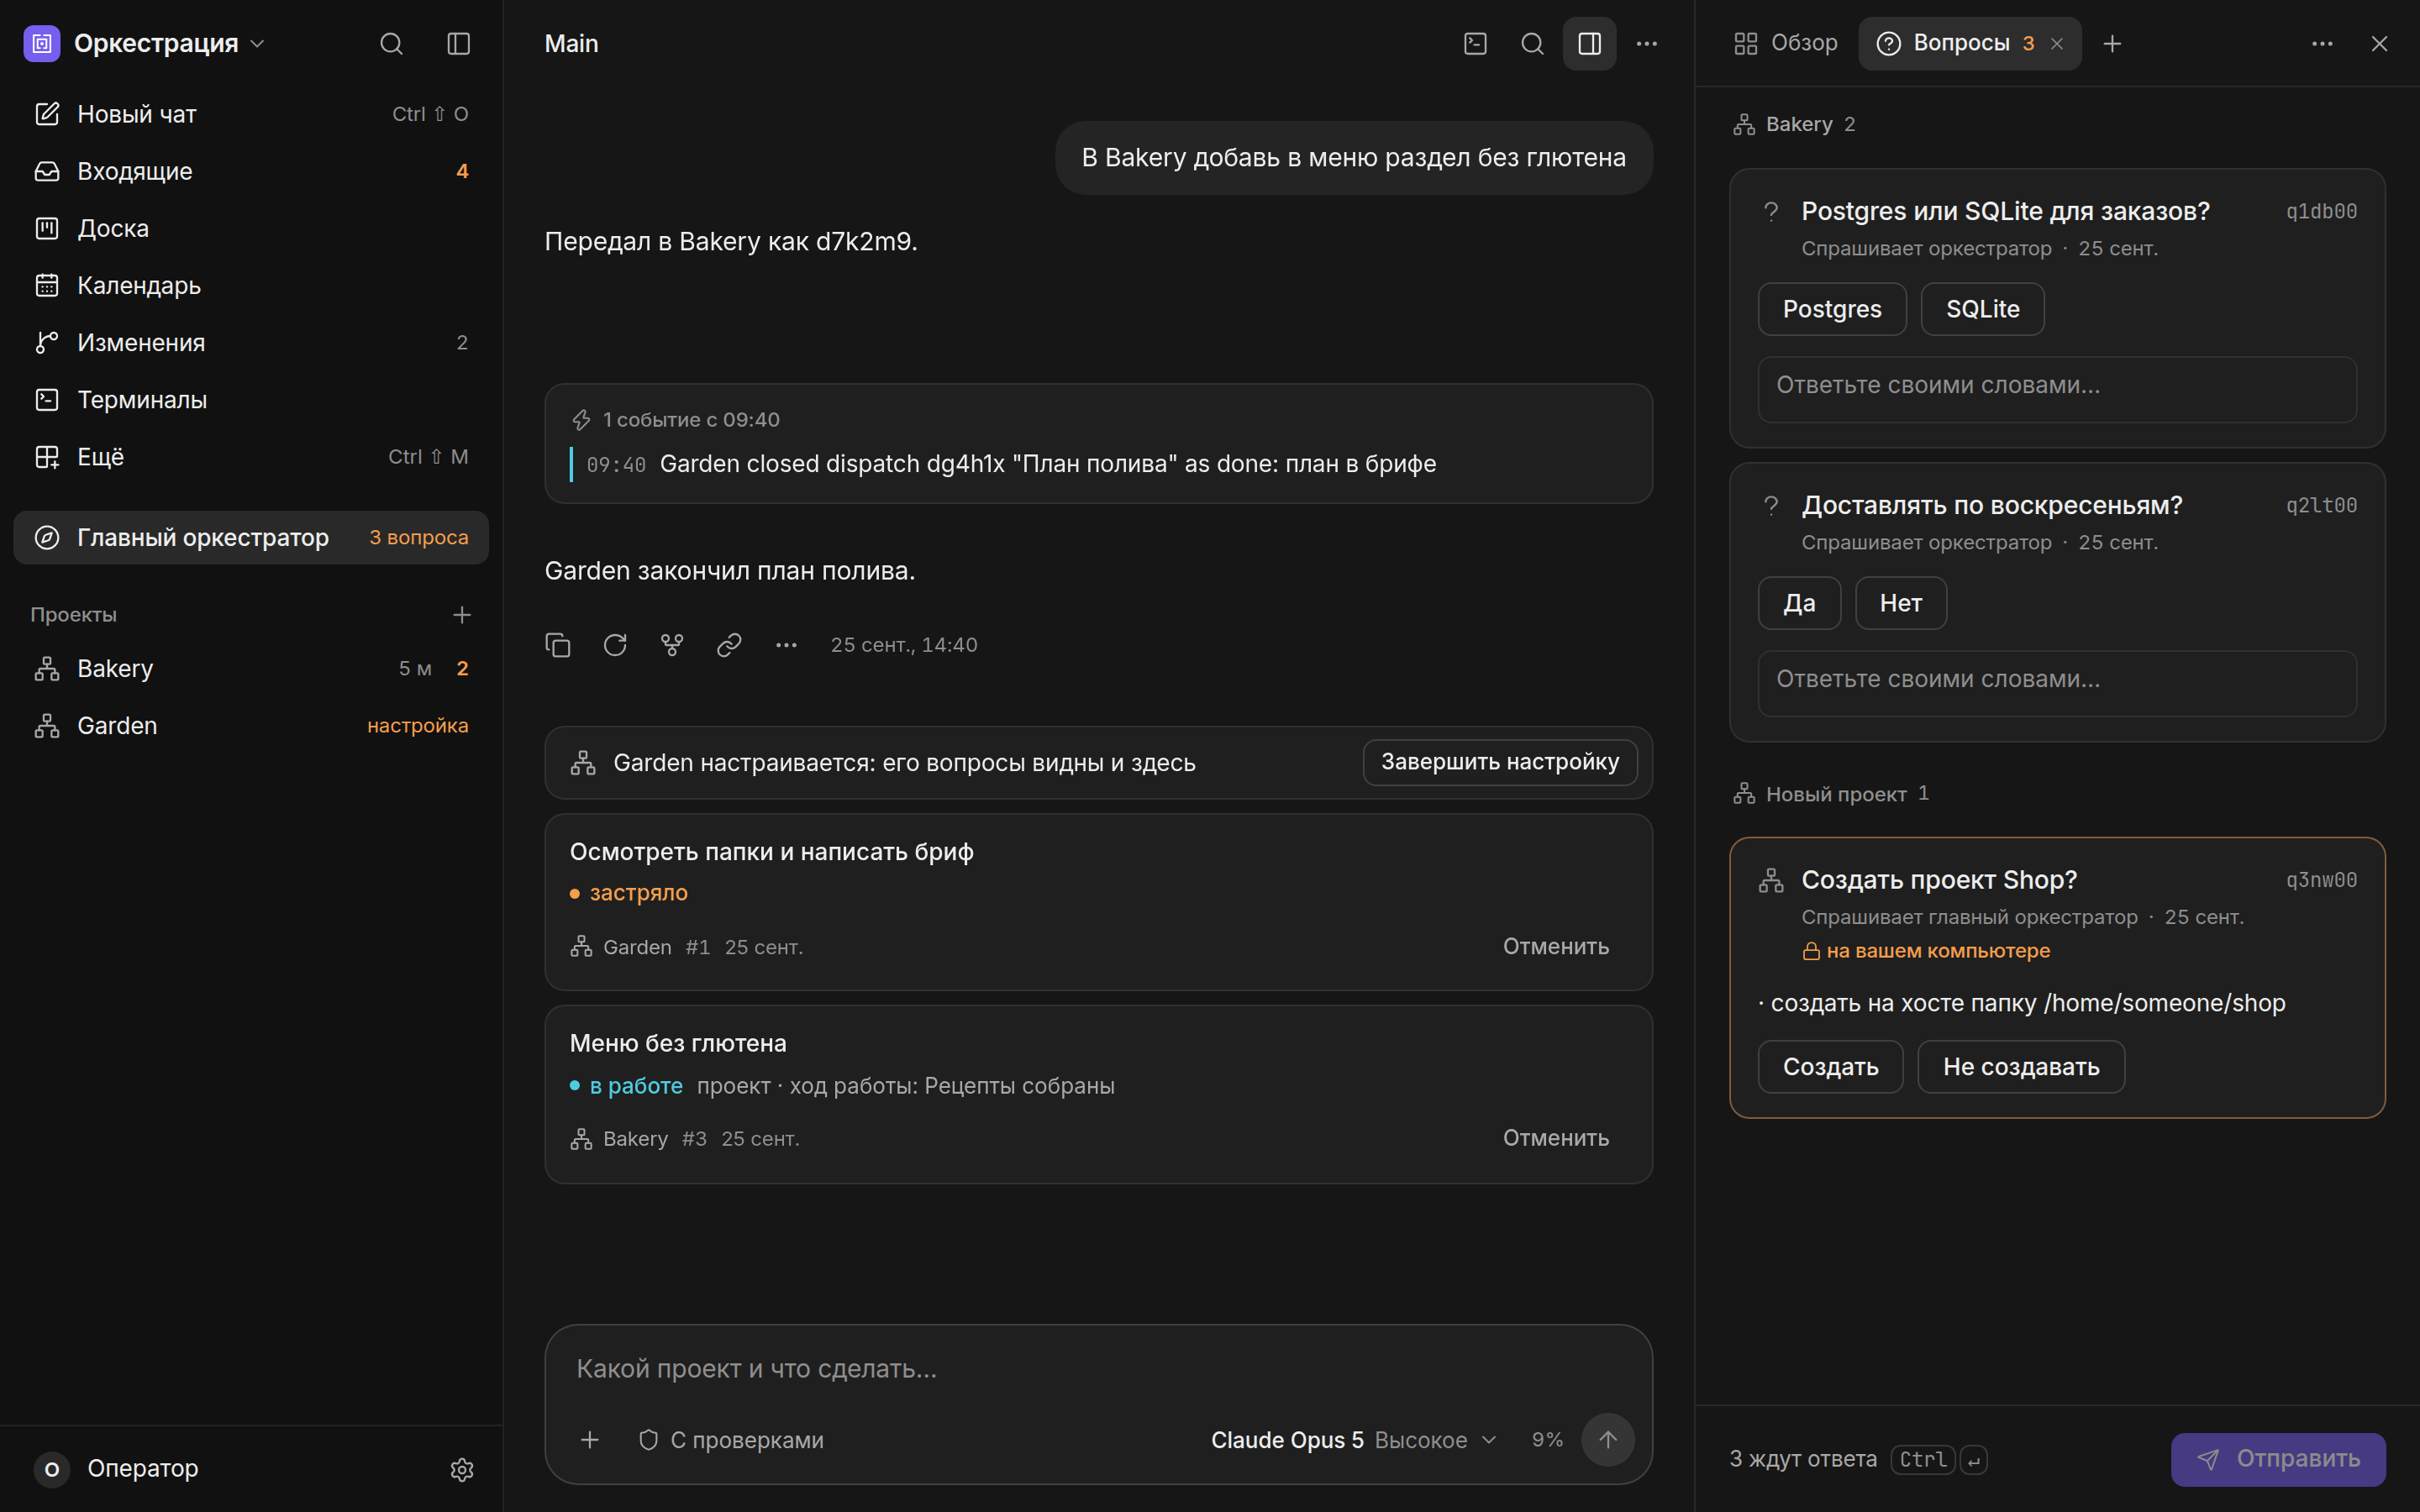 Оркестрация
Новый чат Ctrl ⇧ O
Входящие 4
Доска
Календарь
Изменения 2
Терминалы
Ещё Ctrl ⇧ M
Главный оркестратор 3 вопроса
Проекты
Bakery 5 м 2
Garden настройка
О Оператор
Main
В Bakery добавь в меню раздел без глютена
Передал в Bakery как d7k2m9.
1 событие с 09:40
09:40 Garden closed dispatch dg4h1x "План полива" as done: план в брифе
Garden закончил план полива.
25 сент., 14:40
Garden настраивается: его вопросы видны и здесь Завершить настройку
Осмотреть папки и написать бриф
застряло
Garden #1 25 сент. Отменить
Меню без глютена
в работе проект · ход работы: Рецепты собраны
Bakery #3 25 сент. Отменить
Какой проект и что сделать...
С проверками Claude Opus 5 Высокое 9%
Обзор Вопросы 3
Bakery 2
Postgres или SQLite для заказов? q1db00
Спрашивает оркестратор · 25 сент.
Postgres SQLite
Ответьте своими словами...
Доставлять по воскресеньям? q2lt00
Спрашивает оркестратор · 25 сент.
Да Нет
Ответьте своими словами...
Новый проект 1
Создать проект Shop? q3nw00
Спрашивает главный оркестратор · 25 сент.
на вашем компьютере
· создать на хосте папку /home/someone/shop
Создать Не создавать
3 ждут ответа Ctrl ↵ Отправить